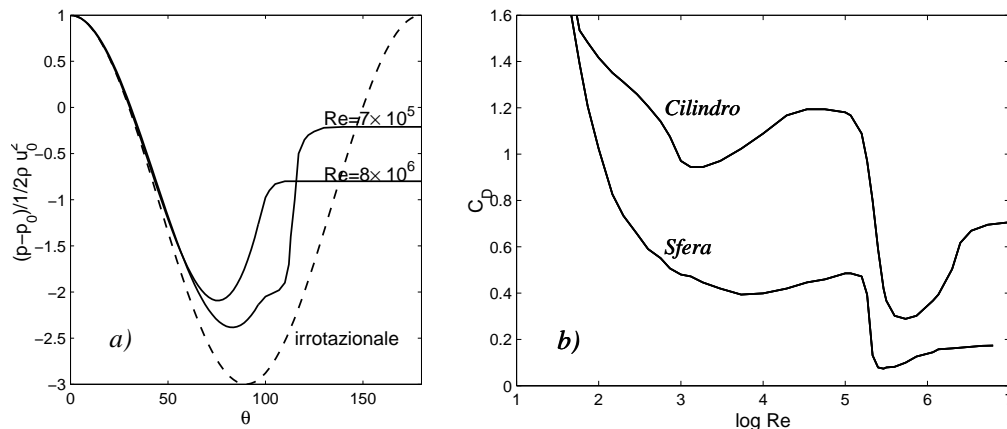 1
0.5
0
−0.5
−1
−1.5
−2
−2.5
−3
0
50
100
150
θ
(p−p₀)/1/2ρ u₀²
Re=7× 10⁵
Re=8× 10⁶
irrotazionale
a)
1.6
1.4
1.2
1
0.8
0.6
0.4
0.2
0
1
2
3
4
5
6
log Re
C_D
Cilindro
Sfera
b)